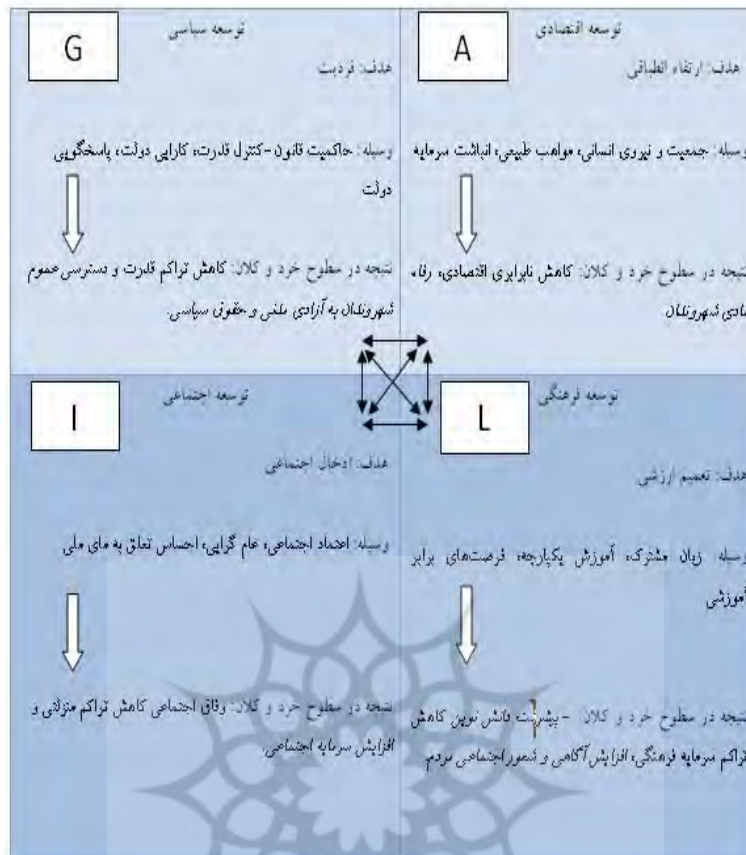 A
توسعه اقتصادی
هدف: ارتقاء انطباقی
وسیله: جمعیت و نیروی انسانی، مواهب طبیعی، انباشت سرمایه
نتیجه در سطوح خرد و کلان: کاهش نابرابری اقتصادی، رفاه
مادی شهروندان
G
توسعه سیاسی
هدف: فردیت
وسیله: حاکمیت قانون -کنترل قدرت، کارایی دولت، پاسخگویی
دولت
نتیجه در سطوح خرد و کلان: کاهش تراکم قدرت و دسترسی عموم
شهروندان به آزادی مدنی و حقوق سیاسی.
L
توسعه فرهنگی
هدف: تعمیم ارزشی
وسیله: زبان مشترک، آموزش یکپارچه، فرصت‌های برابر
آموزشی
نتیجه در سطوح خرد و کلان: -پیشرفت دانش نوین کاهش
تراکم سرمایه فرهنگی، افزایش آگاهی و شعور اجتماعی مردم
I
توسعه اجتماعی
هدف: ادخال اجتماعی
وسیله: اعتماد اجتماعی، عام گرایی، احساس تعلق به مای ملی
نتیجه در سطوح خرد و کلان: وفاق اجتماعی کاهش تراکم منزلتی و
افزایش سرمایه اجتماعی.